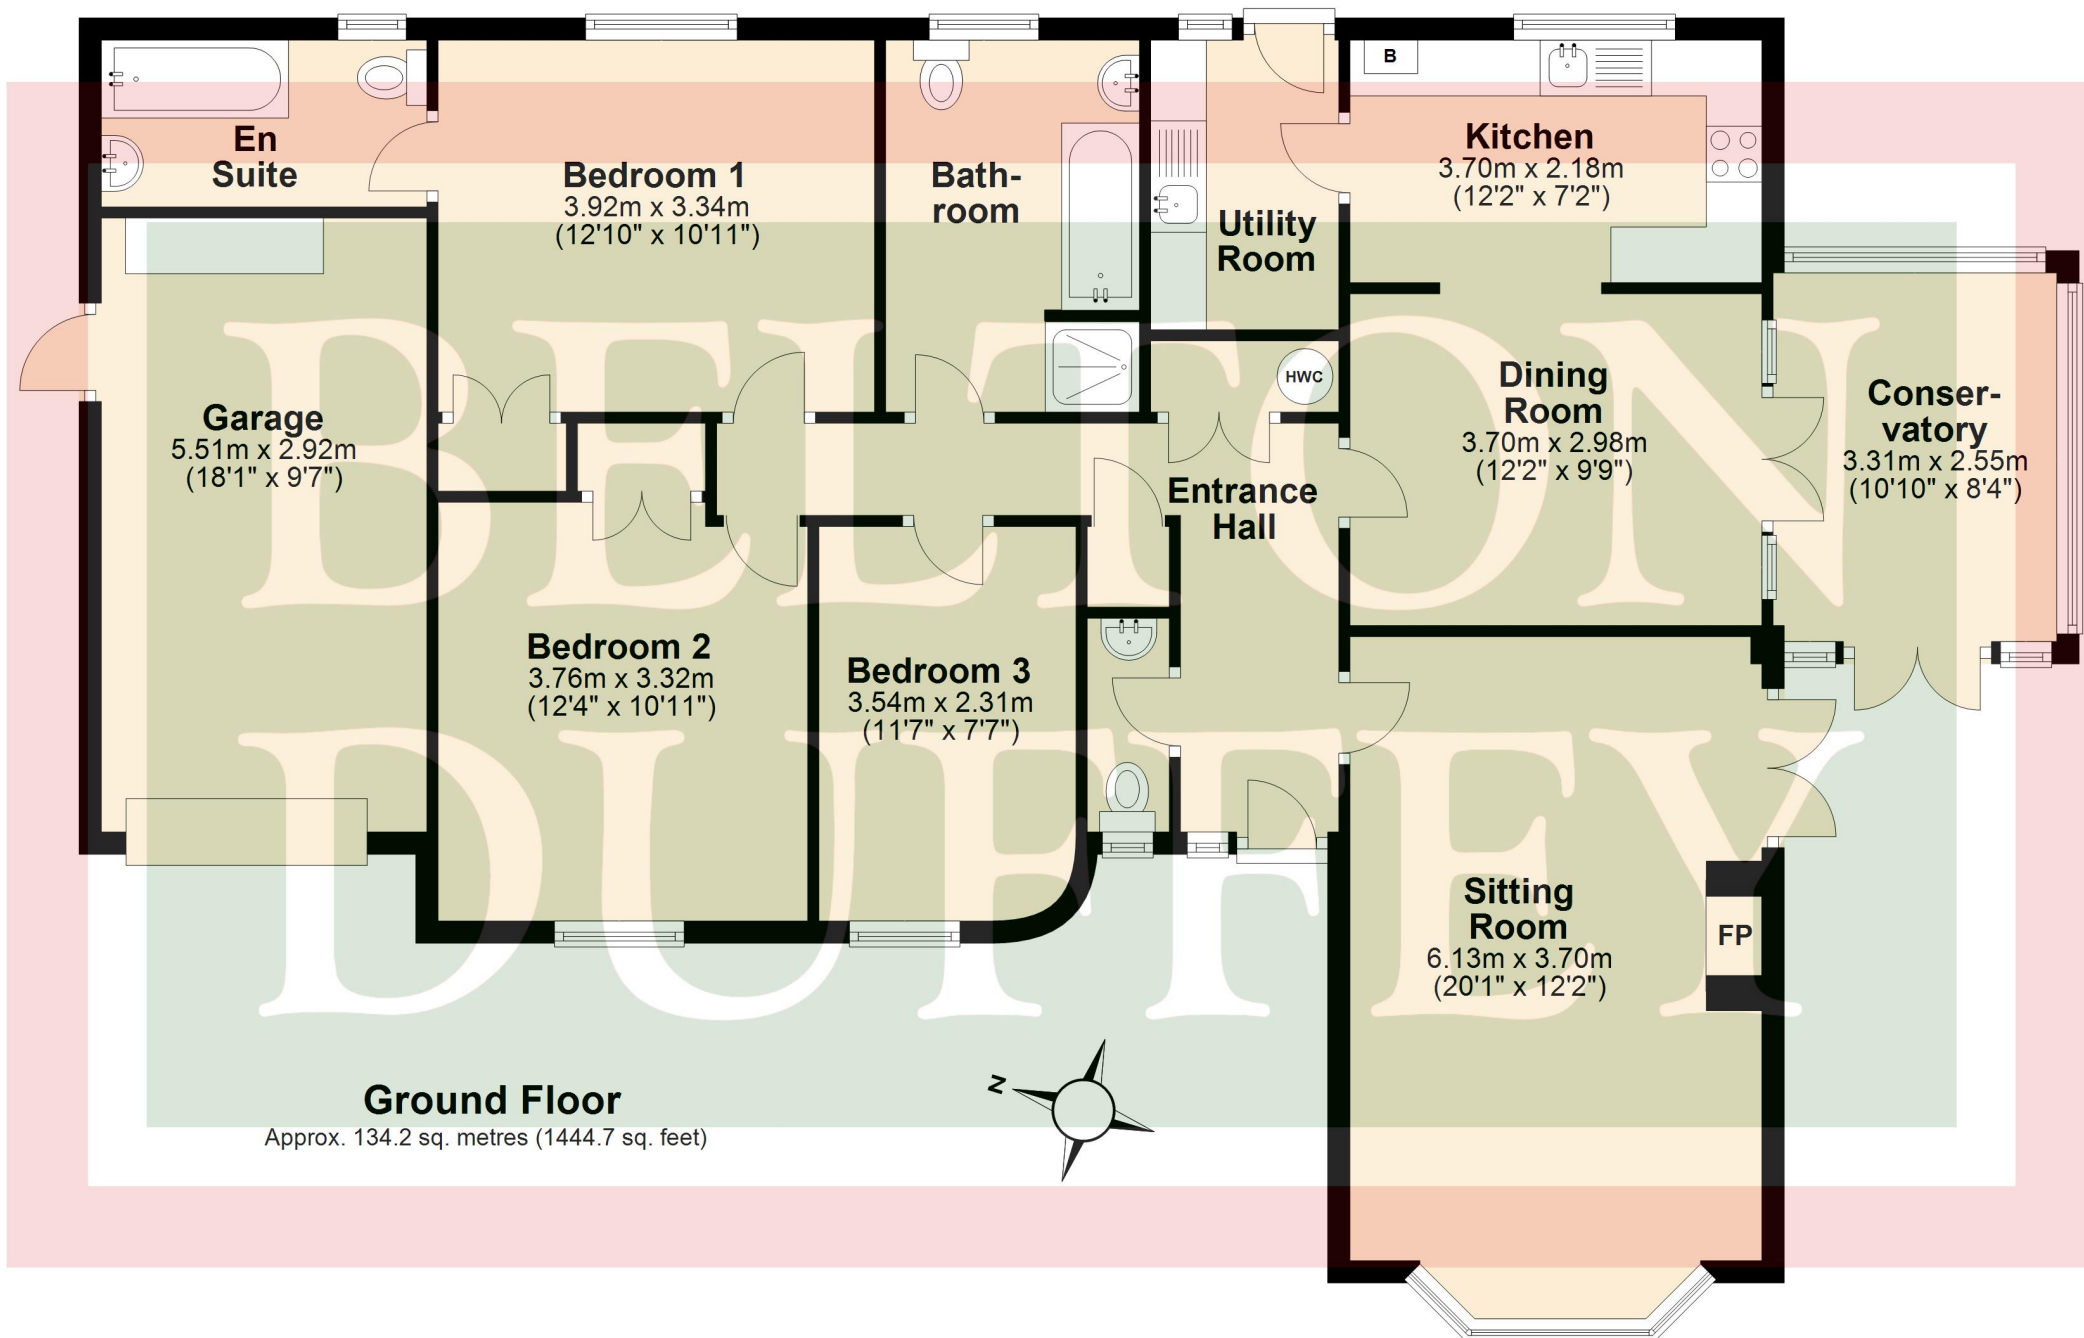 En
Suite
Bedroom 1
3.92m x 3.34m
(12'10" x 10'11")
Bath-
room
Utility
Room
B
Kitchen
3.70m x 2.18m
(12'2" x 7'2")
Garage
5.51m x 2.92m
(18'1" x 9'7")
HWC
Dining
Room
3.70m x 2.98m
(12'2" x 9'9")
Conser-
vatory
3.31m x 2.55m
(10'10" x 8'4")
Entrance
Hall
Bedroom 2
3.76m x 3.32m
(12'4" x 10'11")
Bedroom 3
3.54m x 2.31m
(11'7" x 7'7")
Sitting
Room
6.13m x 3.70m
(20'1" x 12'2")
FP
N
Ground Floor
Approx. 134.2 sq. metres (1444.7 sq. feet)
BELTON
DUFFEY